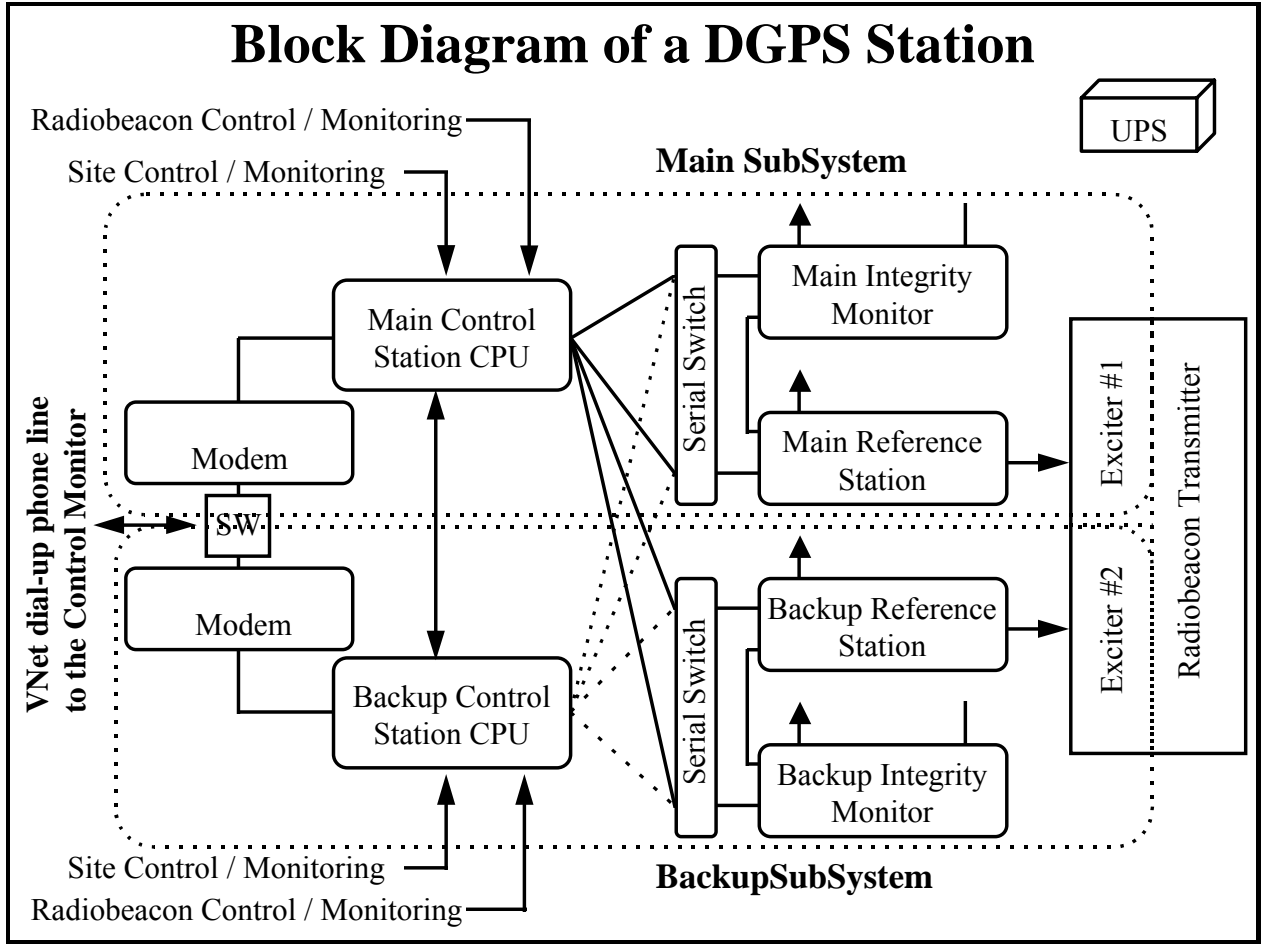 Block Diagram of a DGPS Station
UPS
Radiobeacon Control / Monitoring
Site Control / Monitoring
Main SubSystem
Main Control
Station CPU
Serial Switch
Main Integrity
Monitor
Main Reference
Station
Exciter #1
Radiobeacon Transmitter
VNet dial-up phone line
to the Control Monitor
Modem
SW
Modem
Backup Control
Station CPU
Serial Switch
Backup Reference
Station
Backup Integrity
Monitor
Exciter #2
Site Control / Monitoring
Radiobeacon Control / Monitoring
BackupSubSystem